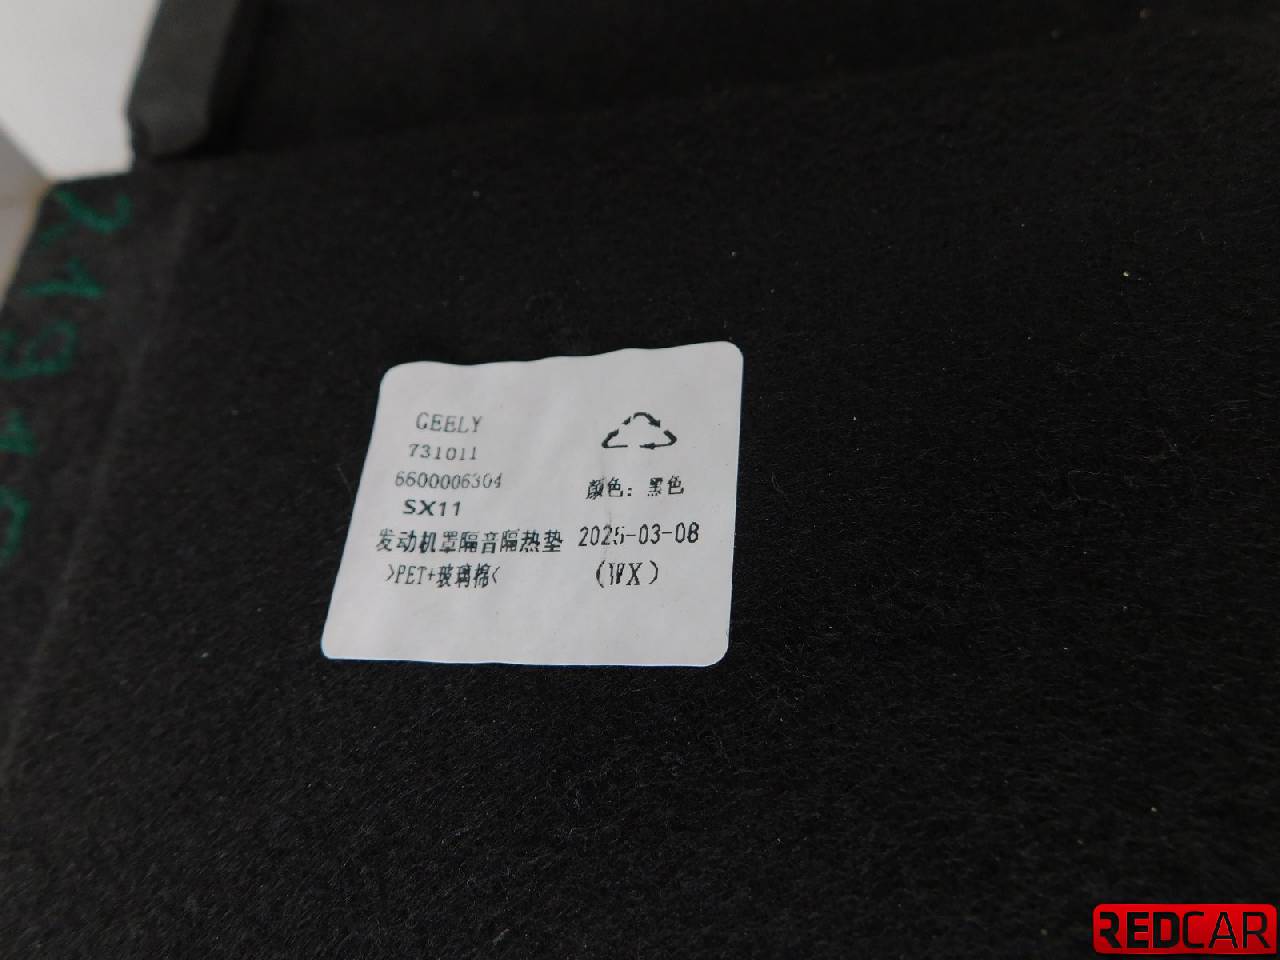 GEELY
731011
6600006304
SX11
发动机罩隔音隔热垫
>PET+玻璃棉<
颜色：黑色
2025-03-08
(WX)
REDCAR